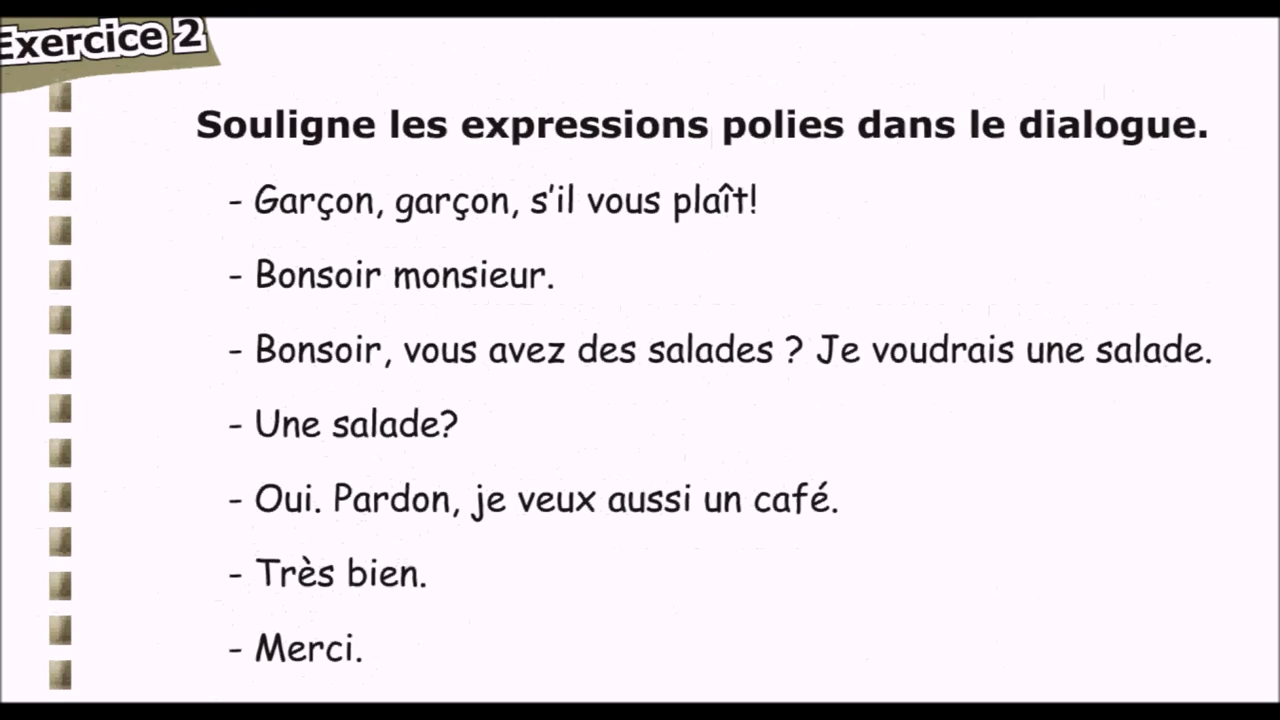 Exercice 2
Souligne les expressions polies dans le dialogue.
- Garçon, garçon, s'il vous plaît!
- Bonsoir monsieur.
- Bonsoir, vous avez des salades ? Je voudrais une salade.
- Une salade?
- Oui. Pardon, je veux aussi un café.
- Très bien.
- Merci.